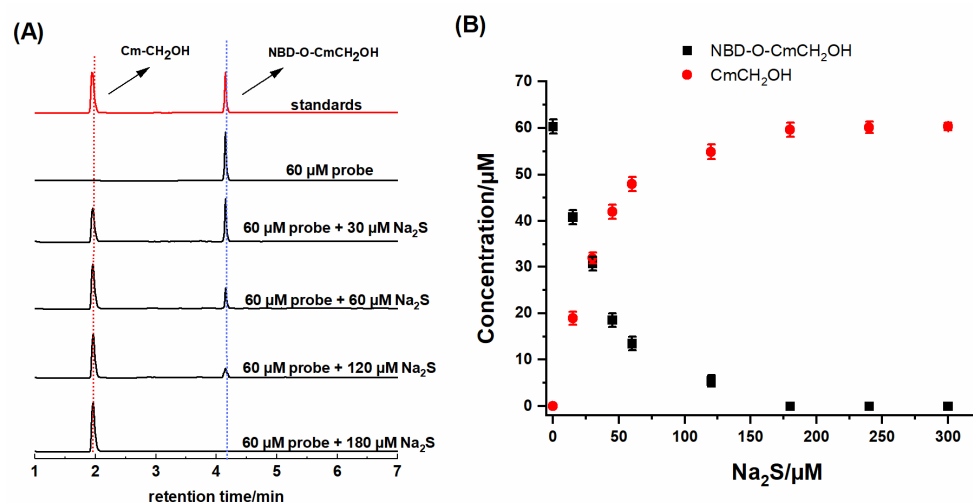 (A)
Cm-CH₂OH
NBD-O-CmCH₂OH
standards
60 µM probe
60 µM probe + 30 µM Na₂S
60 µM probe + 60 µM Na₂S
60 µM probe + 120 µM Na₂S
60 µM probe + 180 µM Na₂S
1 2 3 4 5 6 7
retention time/min
(B)
NBD-O-CmCH₂OH
CmCH₂OH
70
60
50
40
30
20
10
0
Concentration/µM
0 50 100 150 200 250 300
Na₂S/µM